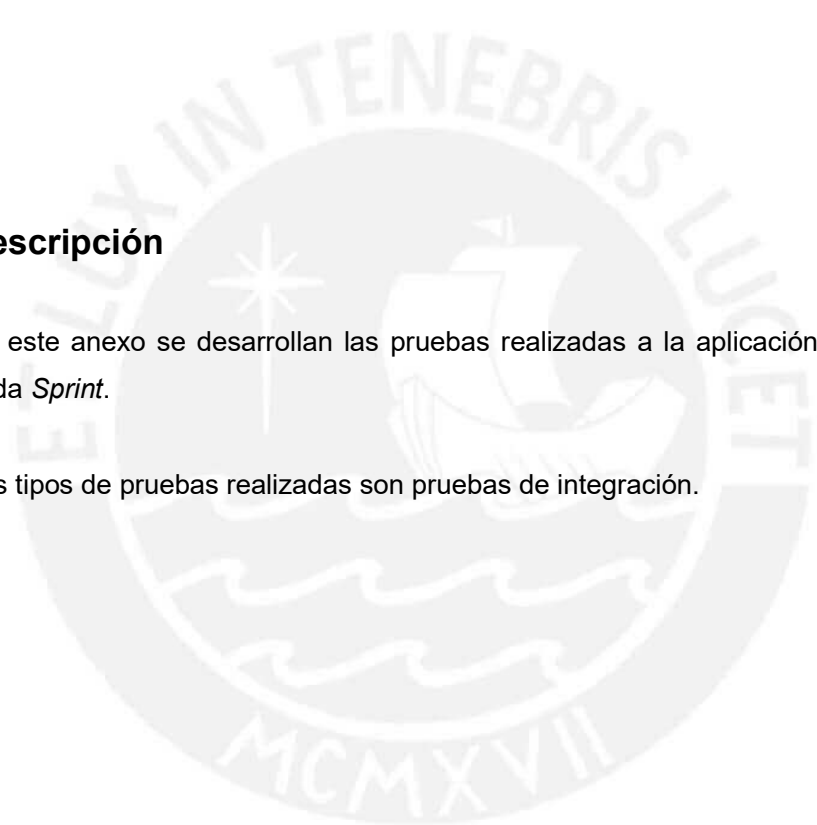 ET LUX IN TENEBRIS LUCET
escripción
este anexo se desarrollan las pruebas realizadas a la aplicación
da Sprint.
s tipos de pruebas realizadas son pruebas de integración.
MCMXVII